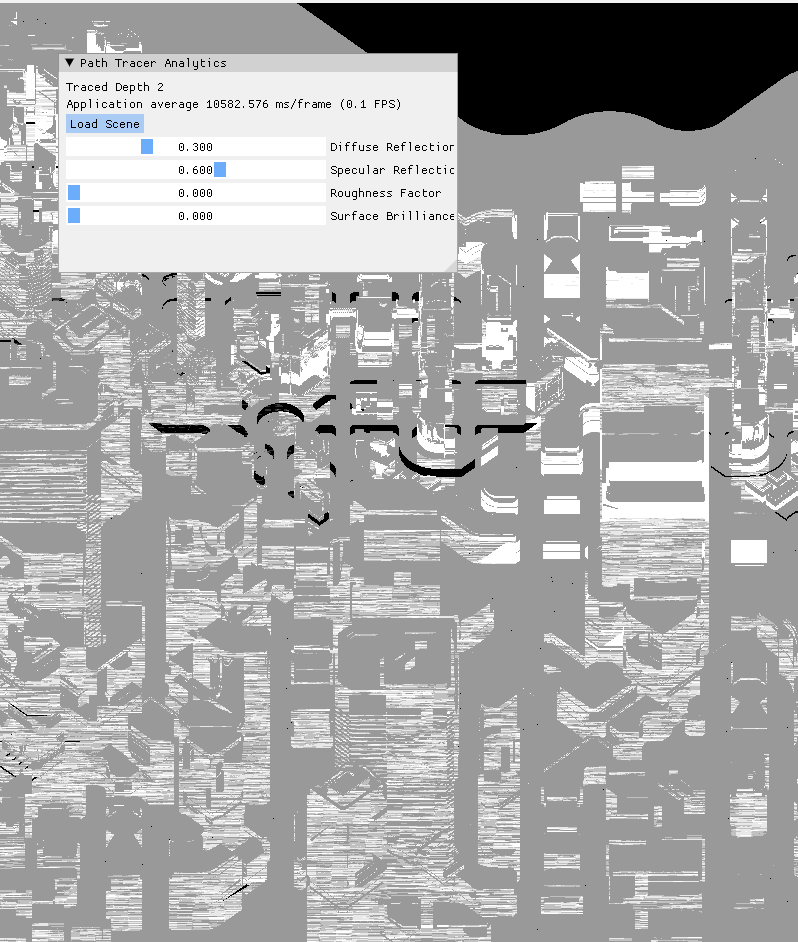 Path Tracer Analytics
Traced Depth 2
Application average 10582.576 ms/frame (0.1 FPS)
Load Scene
0.300 Diffuse Reflection
0.600 Specular Reflectic
0.000 Roughness Factor
0.000 Surface Brilliance